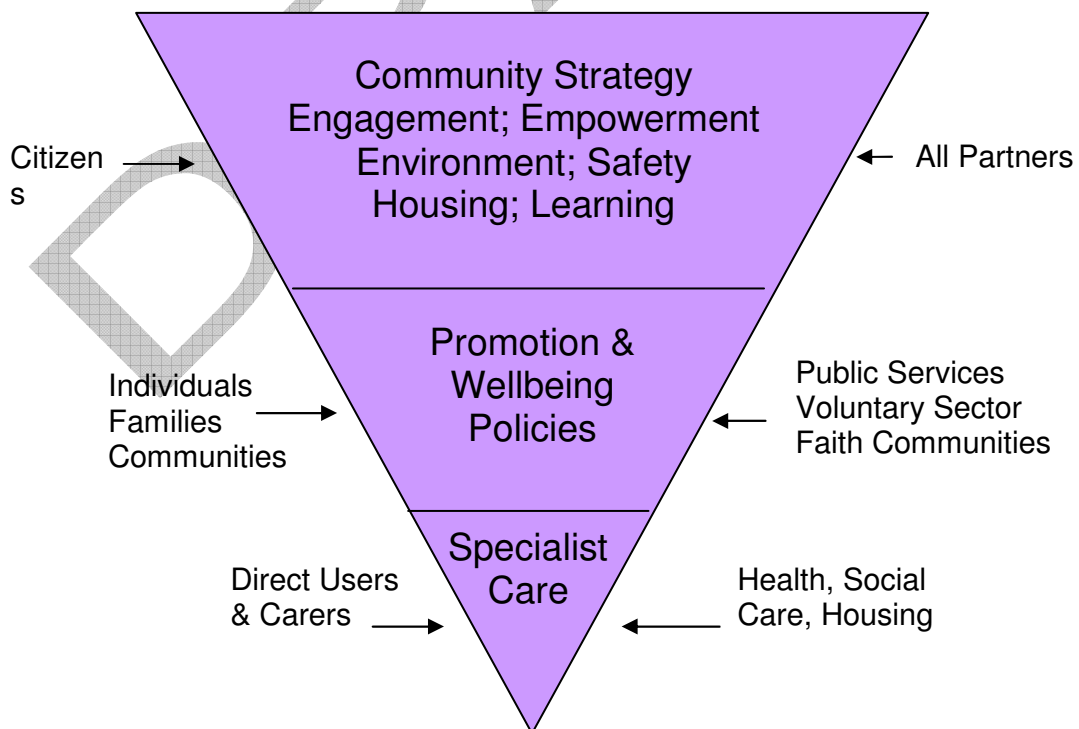 Community Strategy
Engagement; Empowerment
Environment; Safety
Housing; Learning
Citizen
s
All Partners
Promotion &
Wellbeing
Policies
Individuals
Families
Communities
Public Services
Voluntary Sector
Faith Communities
Specialist
Care
Direct Users
& Carers
Health, Social
Care, Housing